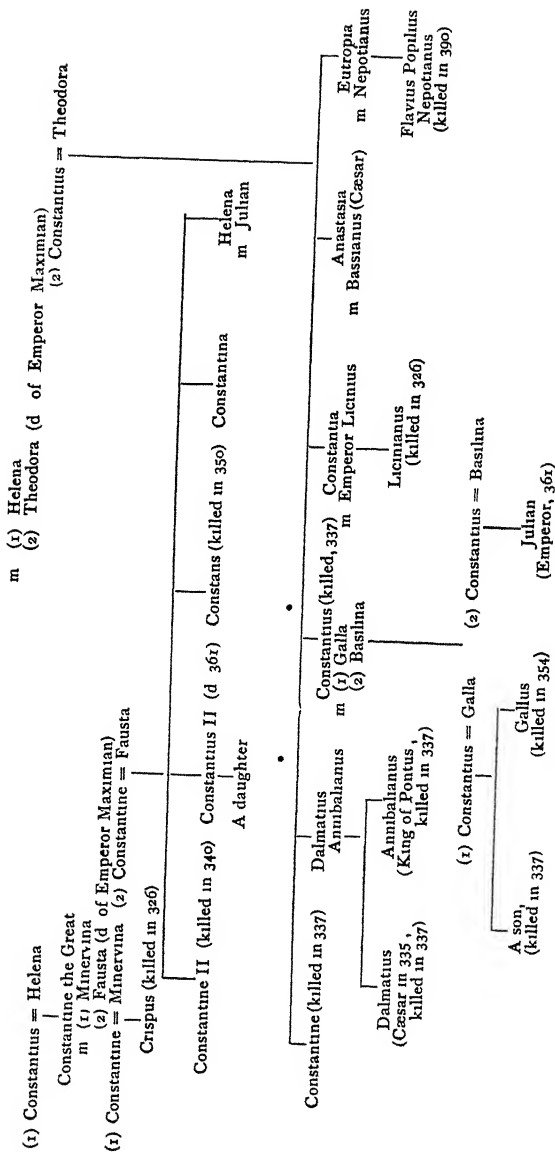 m (1) Helena
(2) Theodora (d of Emperor Maximian)
(1) Constantius = Helena
(2) Constantius = Theodora
Constantine the Great
m (1) Minervina
(2) Fausta (d of Emperor Maximian)
(1) Constantine = Minervina (2) Constantine = Fausta
Crispus (killed in 326)
Constantine II (killed in 340) Constantius II (d 361) Constans (killed in 350) Constantina Helena
m Julian
A daughter
Constantine (killed in 337) Dalmatius
Annibalianus
Constantius (killed, 337)
m (1) Galla
(2) Basilina
Constantia
m Emperor Licinius
Anastasia
m Bassianus (Cæsar)
Eutropia
m Nepotianus
Dalmatius
(Cæsar in 335,
killed in 337)
Annibalianus
(King of Pontus,
killed in 337)
Licinianus
(killed in 326)
Flavius Popilius
Nepotianus
(killed in 390)
(1) Constantius = Galla
(2) Constantius = Basilina
A son,
(killed in 337)
Gallus
(killed in 354)
Julian
(Emperor, 361)